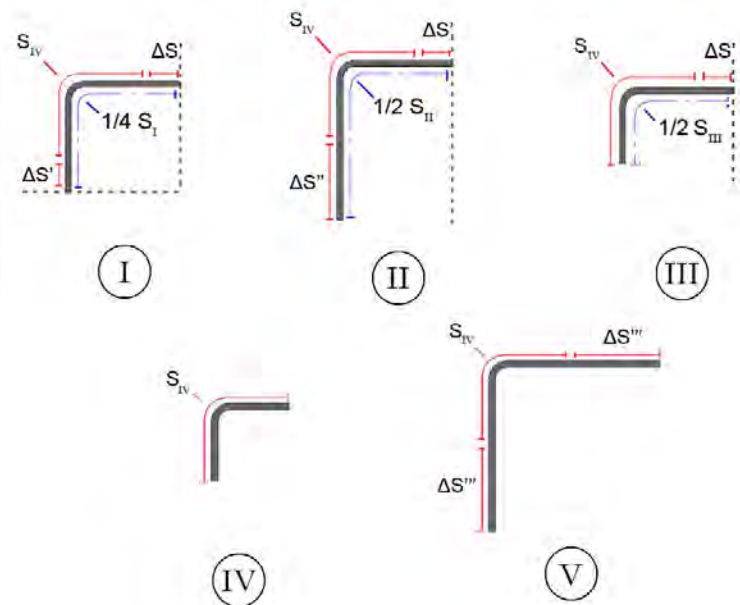 S_IV ΔS'
1/4 S_I
ΔS'
I
S_IV ΔS'
1/2 S_II
ΔS"
II
S_IV ΔS'
1/2 S_III
III
S_IV
IV
S_IV ΔS'''
ΔS'''
V